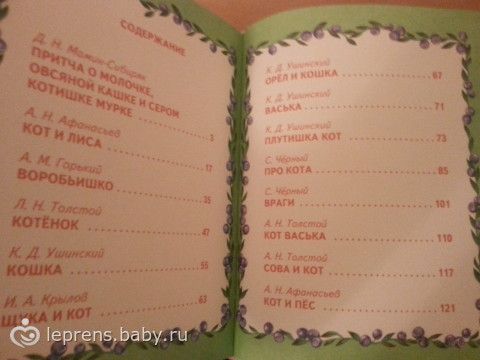 СОДЕРЖАНИЕ
Д. Н. Мамин-Сибиряк
ПРИТЧА О МОЛОЧКЕ,
ОВСЯНОЙ КАШКЕ И СЕРОМ
КОТИШКЕ МУРКЕ 3
А. Н. Афанасьев
КОТ И ЛИСА 17
А. М. Горький
ВОРОБЬИШКО 35
Л. Н. Толстой
КОТЁНОК 47
К. Д. Ушинский
КОШКА 55
И. А. Крылов
ЩУКА И КОТ 63
К. Д. Ушинский
ОРЁЛ И КОШКА 67
К. Д. Ушинский
ВАСЬКА 71
К. Д. Ушинский
ПЛУТИШКА КОТ 73
С. Чёрный
ПРО КОТА 85
С. Чёрный
ВРАГИ 101
А. Н. Толстой
КОТ ВАСЬКА 110
А. Н. Толстой
СОВА И КОТ 117
А. Н. Афанасьев
КОТ И ПЁС 121
leprens.baby.ru